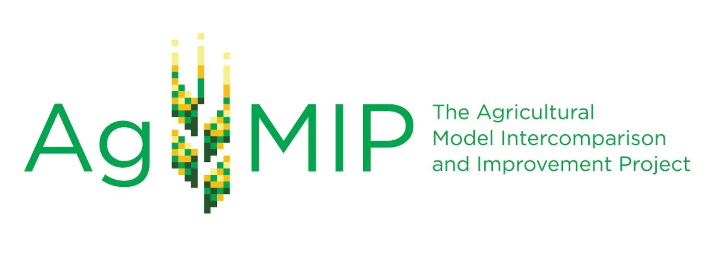 AgMIP
The Agricultural
Model Intercomparison
and Improvement Project